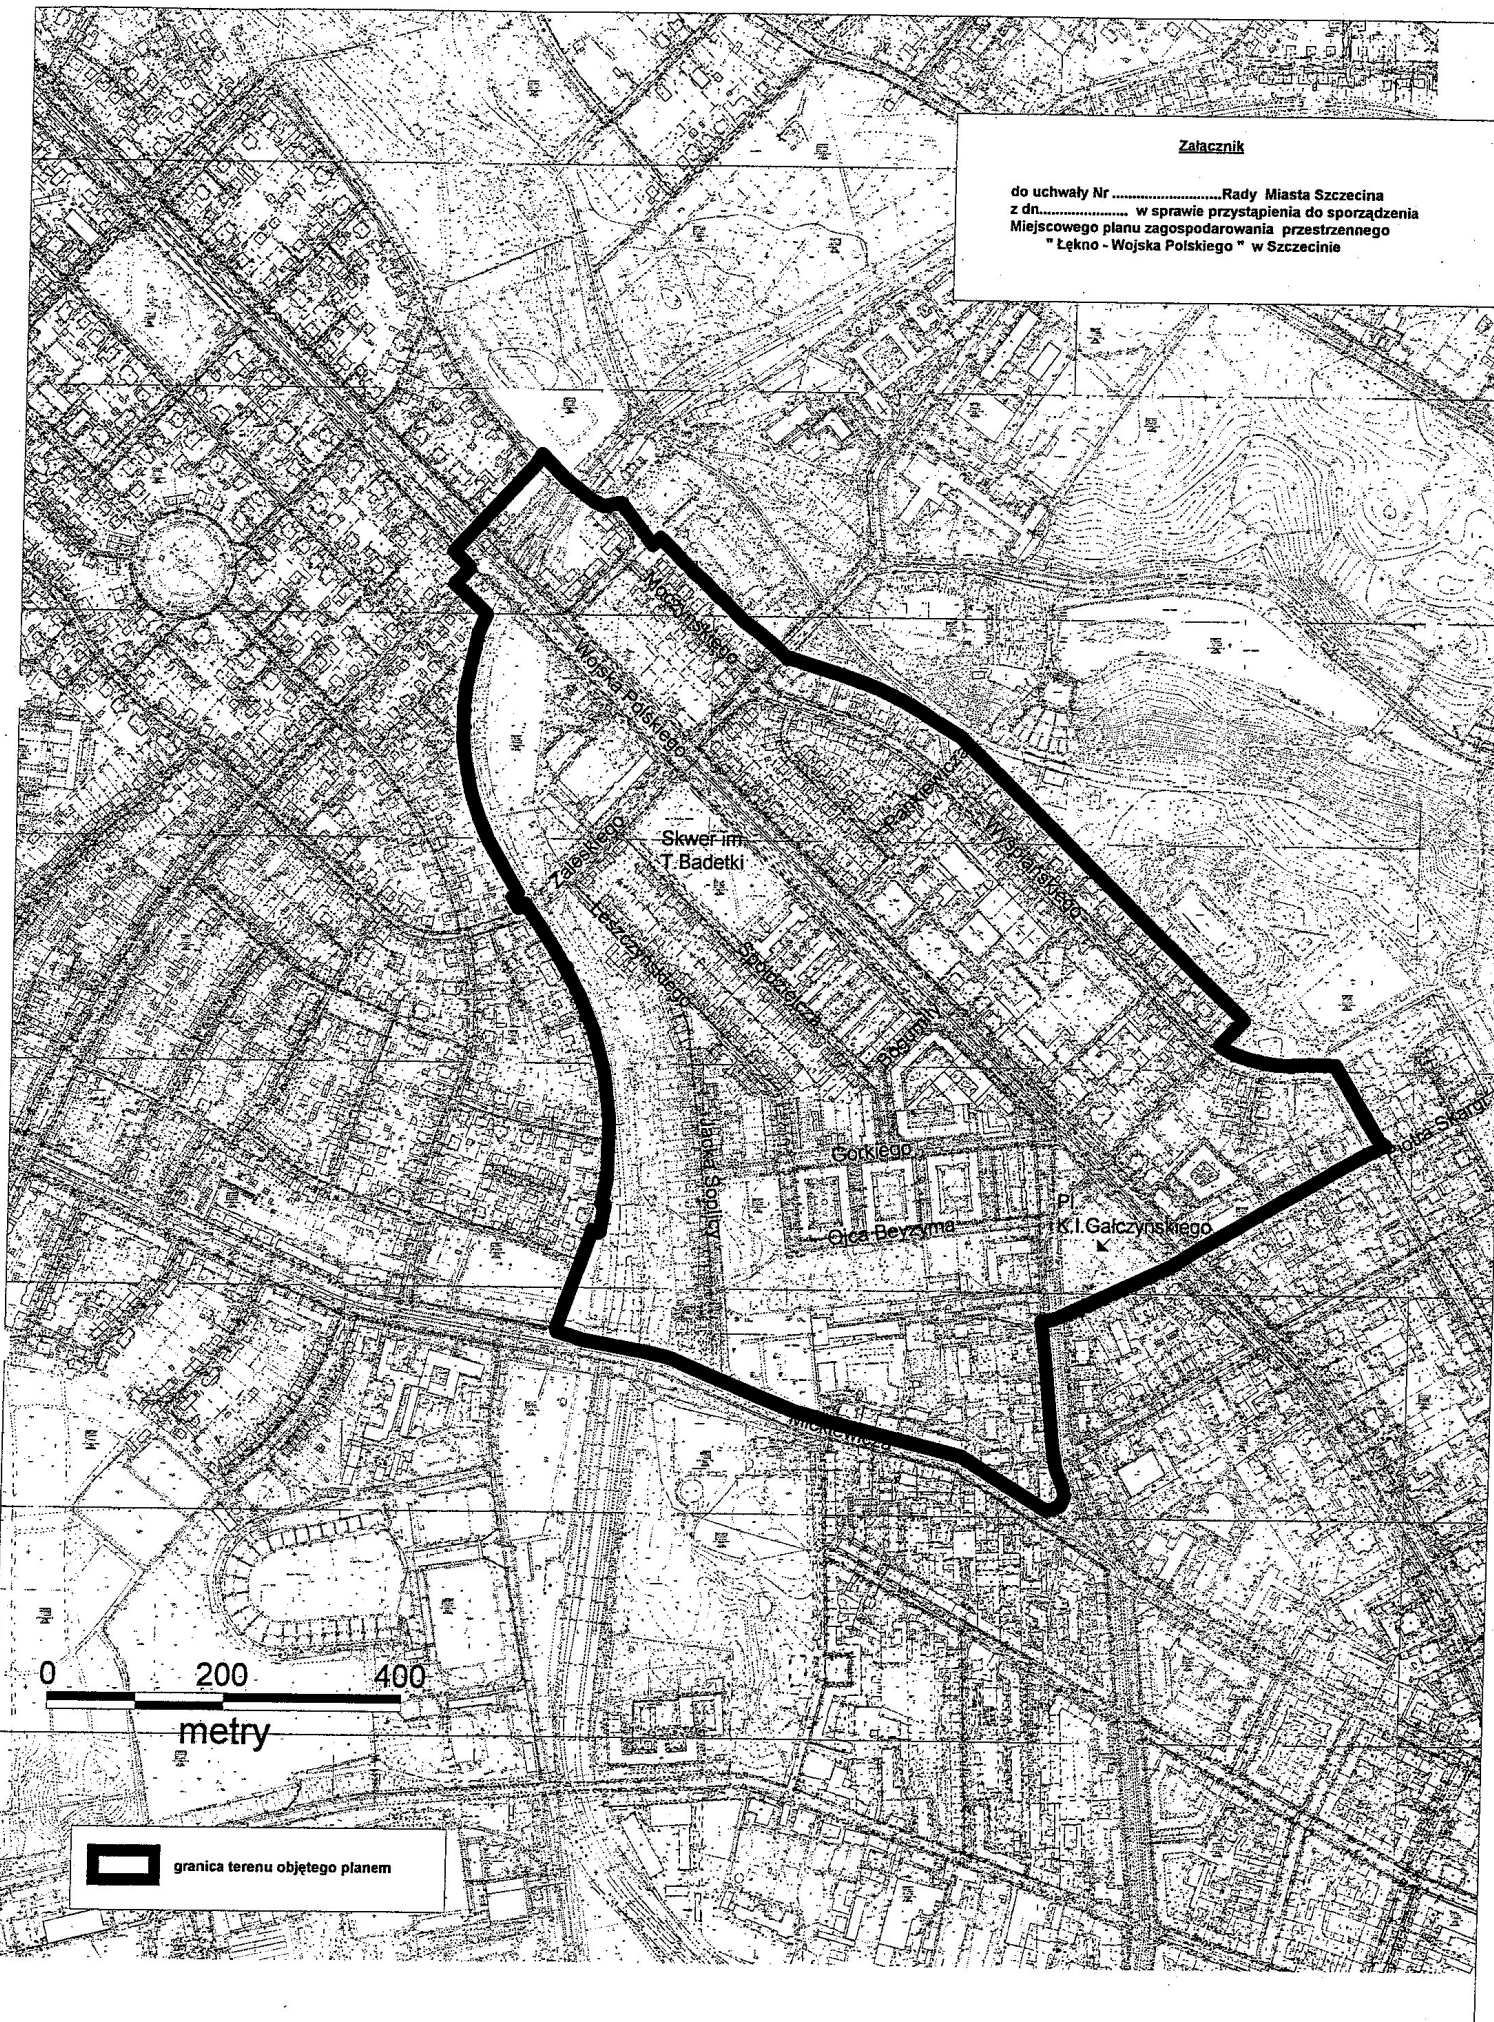 Załącznik
do uchwały Nr ............................Rady Miasta Szczecina
z dn...................... w sprawie przystąpienia do sporządzenia
Miejscowego planu zagospodarowania przestrzennego
" Łękno - Wojska Polskiego " w Szczecinie
Wojska Polskiego
Skwer im.
T.Badetki
Zaleskiego
Wyspiańskiego
Leszczyńskiego
Spółdzielcza
Bogumiły
Jacka Soplicy
Gorkiego
Ojca Beyzyma
Pl.
K.I.Gałczyńskiego
Piotra Skargi
Mickiewicza
0 200 400
metry
granica terenu objętego planem